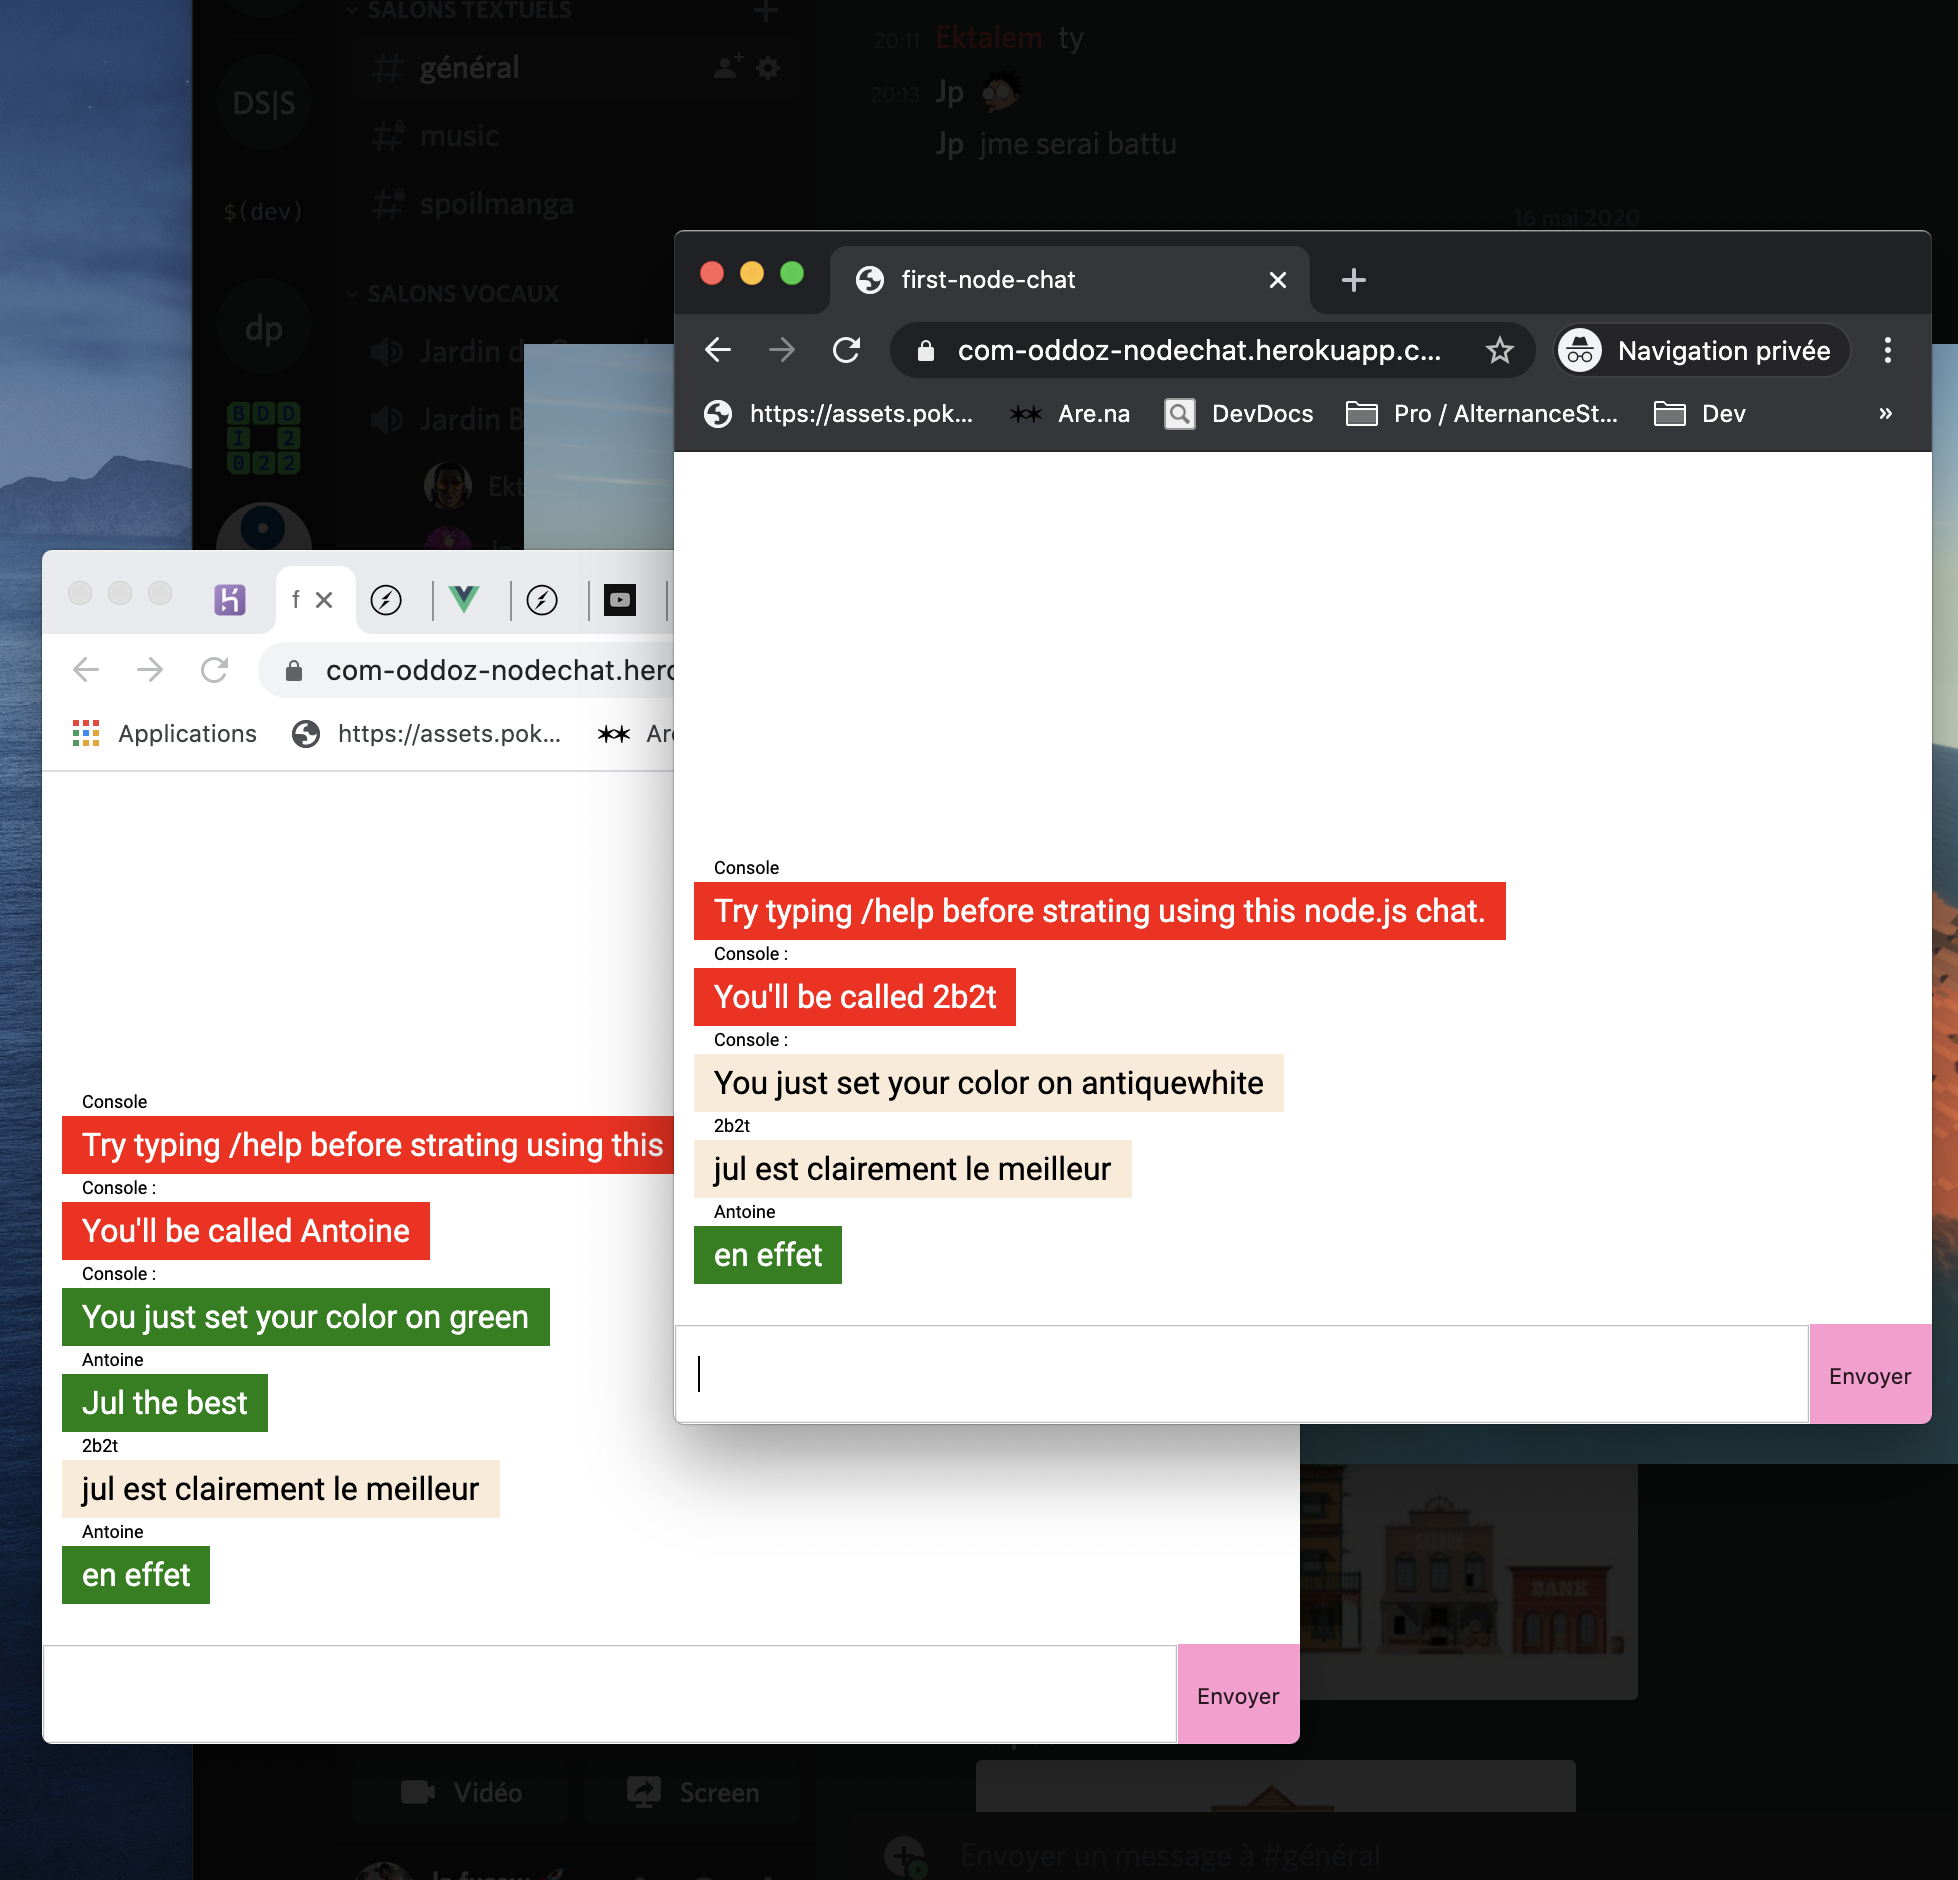 SALONS TEXTUELS
général
music
spoilmanga
SALONS VOCAUX
Jardin
Jardin B
DS|S
$(dev)
dp
BDD
I 2
022
20:11 Ektalem ty
20:13 Jp
Jp jme serai battu
16 mai 2020
first-node-chat
com-oddoz-nodechat.herokuapp.c...
Navigation privée
https://assets.pok...
Are.na
DevDocs
Pro / AlternanceSt...
Dev
»
Console
Try typing /help before strating using this node.js chat.
Console :
You'll be called 2b2t
Console :
You just set your color on antiquewhite
2b2t
jul est clairement le meilleur
Antoine
en effet
Envoyer
f
com-oddoz-nodechat.hero
Applications
https://assets.pok...
Console
Try typing /help before strating using this
Console :
You'll be called Antoine
Console :
You just set your color on green
Antoine
Jul the best
2b2t
jul est clairement le meilleur
Antoine
en effet
Envoyer
SALOON
BANK
Vidéo
Screen
Envoyer un message à #général